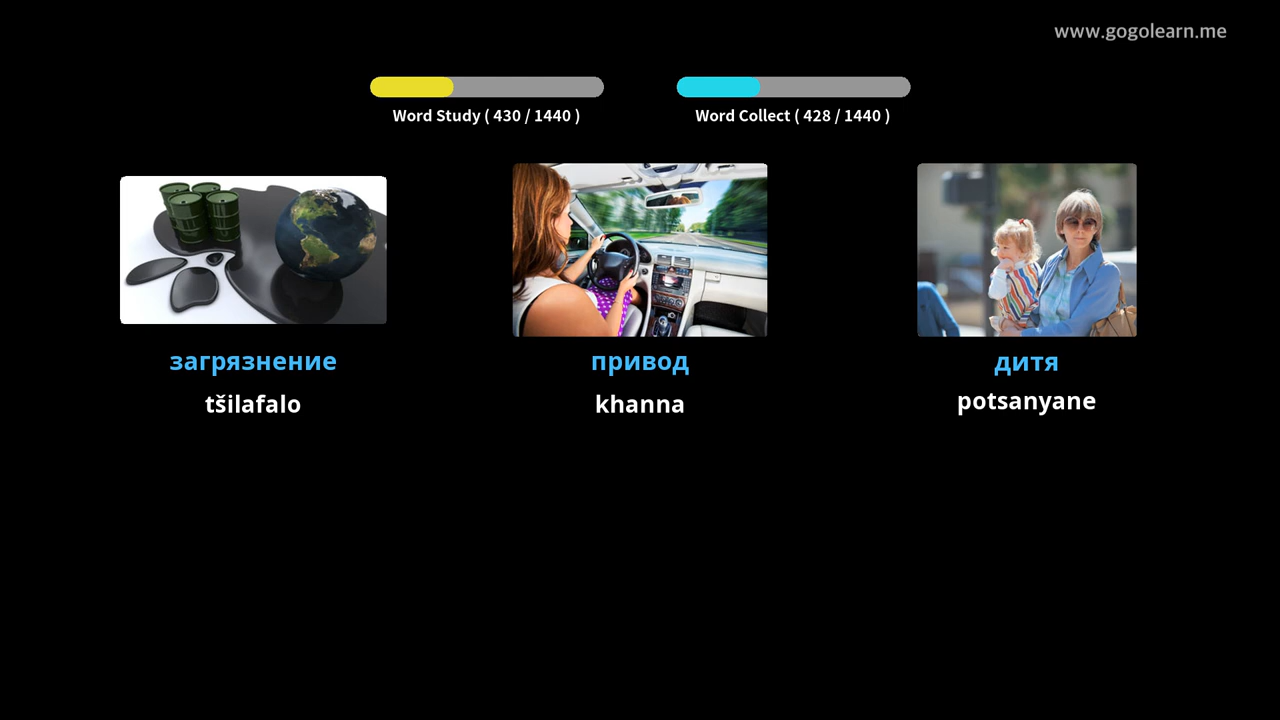 www.gogolearn.me
Word Study ( 430 / 1440 )
Word Collect ( 428 / 1440 )
загрязнение
привод
дитя
tšilafalo
khanna
potsanyane